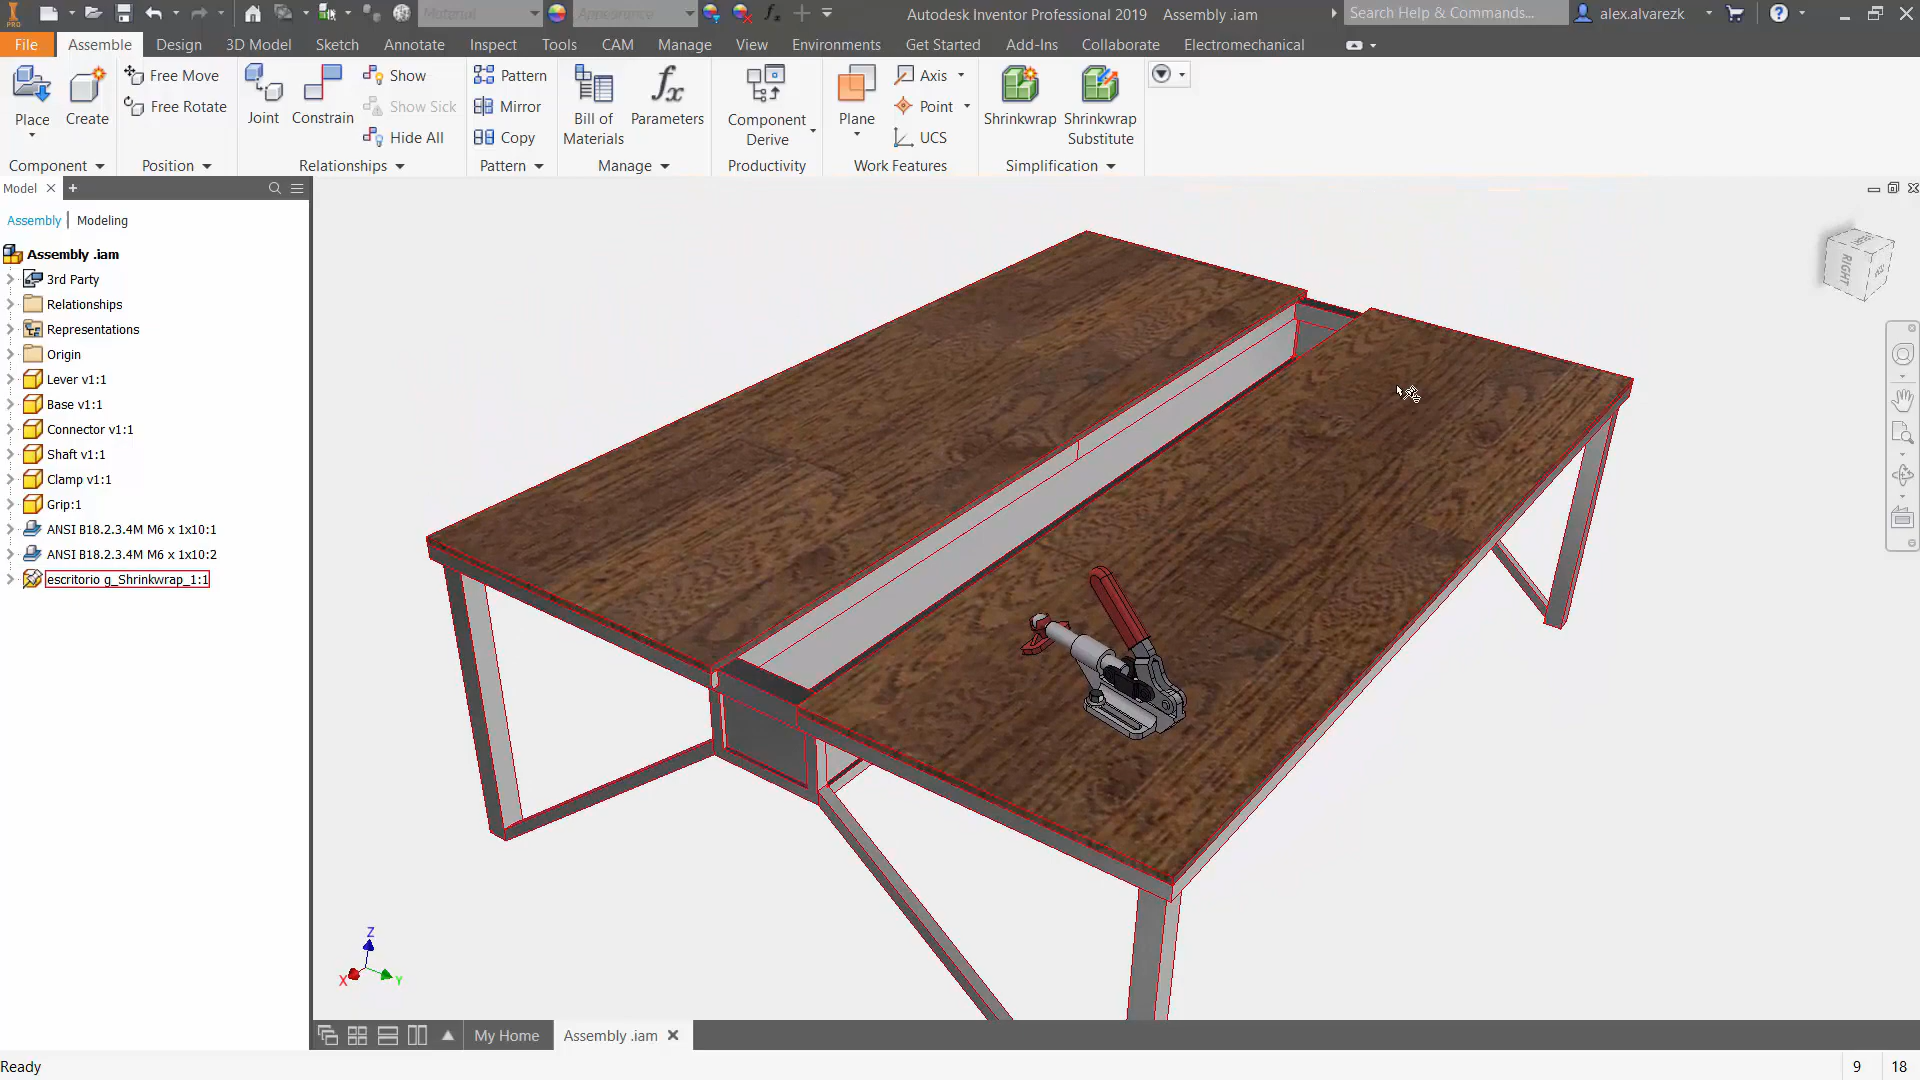 PRO
Material
Appearance
Autodesk Inventor Professional 2019 Assembly .iam
Search Help & Commands...
alex.alvarezk
File Assemble Design 3D Model Sketch Annotate Inspect Tools CAM Manage View Environments Get Started Add-Ins Collaborate Electromechanical
Place
Create
Free Move
Free Rotate
Joint
Constrain
Show
Show Sick
Hide All
Pattern
Mirror
Copy
Bill of
Materials
Parameters
Component
Derive
Plane
Axis
Point
UCS
Shrinkwrap
Shrinkwrap
Substitute
Component Position Relationships Pattern Manage Productivity Work Features Simplification
Model
Assembly | Modeling
Assembly .iam
3rd Party
Relationships
Representations
Origin
Lever v1:1
Base v1:1
Connector v1:1
Shaft v1:1
Clamp v1:1
Grip:1
ANSI B18.2.3.4M M6 x 1x10:1
ANSI B18.2.3.4M M6 x 1x10:2
escritorio g_Shrinkwrap_1:1
RIGHT
Z
X
Y
My Home
Assembly .iam
Ready
9 18